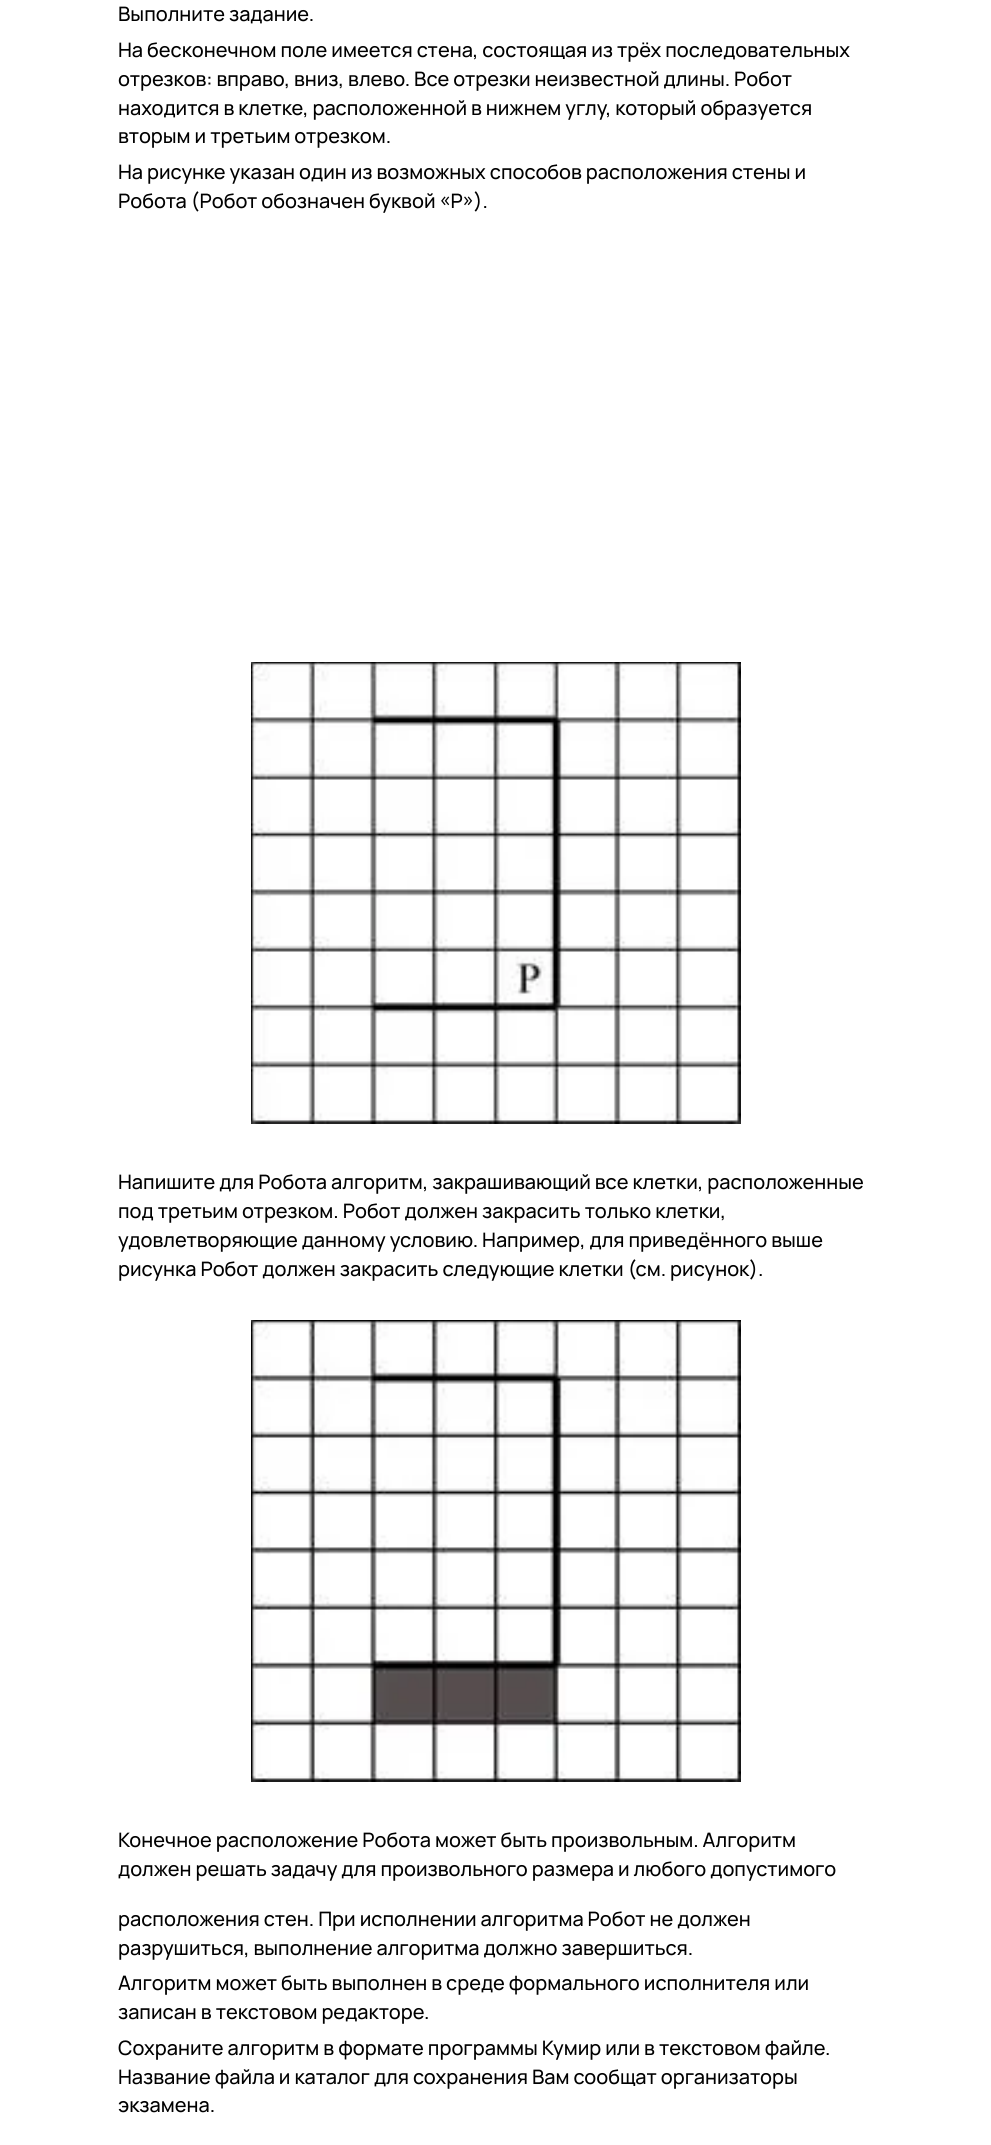 Выполните задание.
На бесконечном поле имеется стена, состоящая из трёх последовательных
отрезков: вправо, вниз, влево. Все отрезки неизвестной длины. Робот
находится в клетке, расположенной в нижнем углу, который образуется
вторым и третьим отрезком.
На рисунке указан один из возможных способов расположения стены и
Робота (Робот обозначен буквой «Р»).
Р
Напишите для Робота алгоритм, закрашивающий все клетки, расположенные
под третьим отрезком. Робот должен закрасить только клетки,
удовлетворяющие данному условию. Например, для приведённого выше
рисунка Робот должен закрасить следующие клетки (см. рисунок).
Конечное расположение Робота может быть произвольным. Алгоритм
должен решать задачу для произвольного размера и любого допустимого
расположения стен. При исполнении алгоритма Робот не должен
разрушиться, выполнение алгоритма должно завершиться.
Алгоритм может быть выполнен в среде формального исполнителя или
записан в текстовом редакторе.
Сохраните алгоритм в формате программы Кумир или в текстовом файле.
Название файла и каталог для сохранения Вам сообщат организаторы
экзамена.